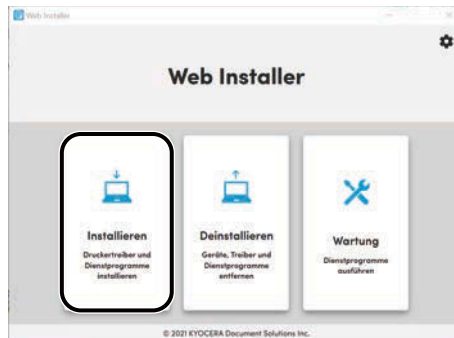 Web Installer
Web Installer
Installieren
Druckertreiber und
Dienstprogramme
installieren
Deinstallieren
Geräte, Treiber und
Dienstprogramme
entfernen
Wartung
Dienstprogramme
ausführen
© 2021 KYOCERA Document Solutions Inc.